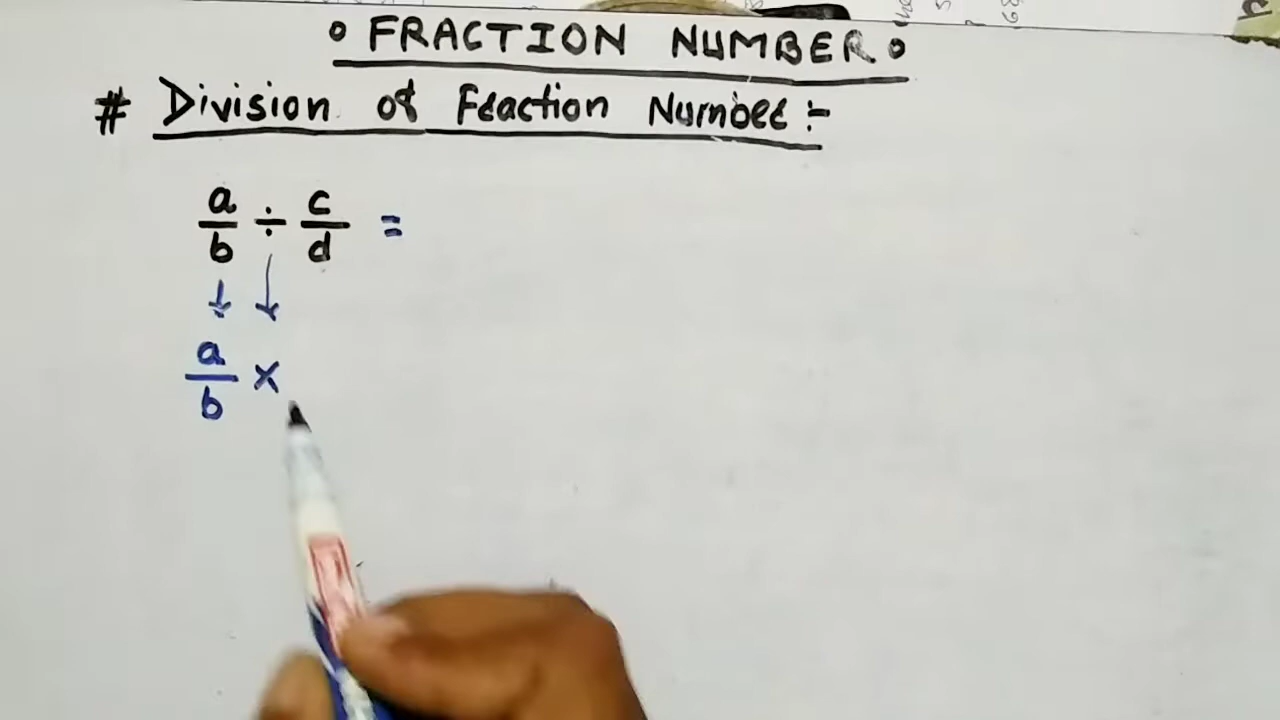 ° FRACTION NUMBER °
# Division of Fraction Number :-
a/b ÷ c/d =
↓ ↓
a/b ×